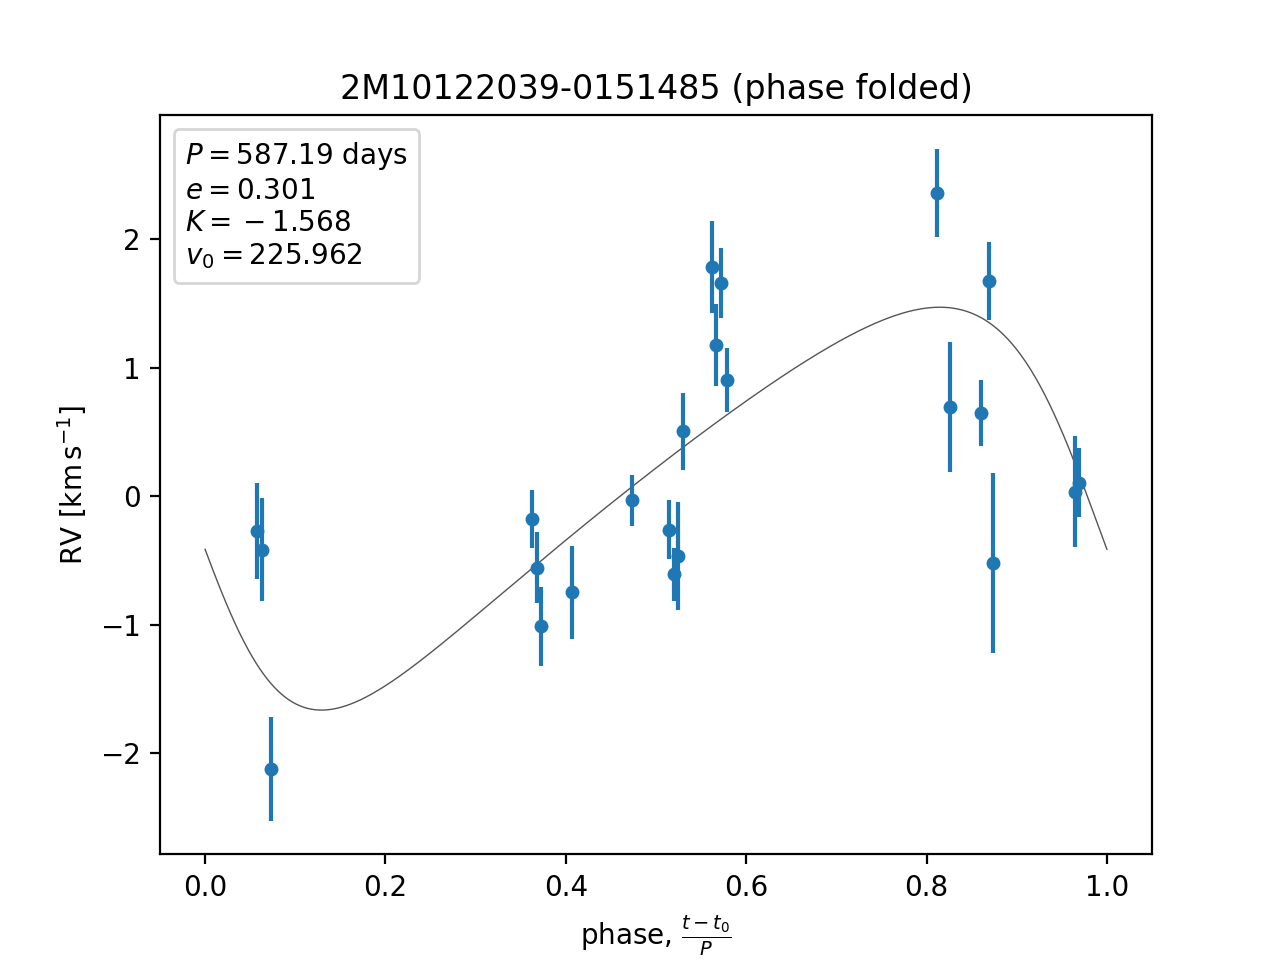 2M10122039-0151485 (phase folded)
P = 587.19 days
e = 0.301
K = −1.568
v₀ = 225.962
RV [km s⁻¹]
2
1
0
−1
−2
0.0 0.2 0.4 0.6 0.8 1.0
phase, (t − t₀)/P